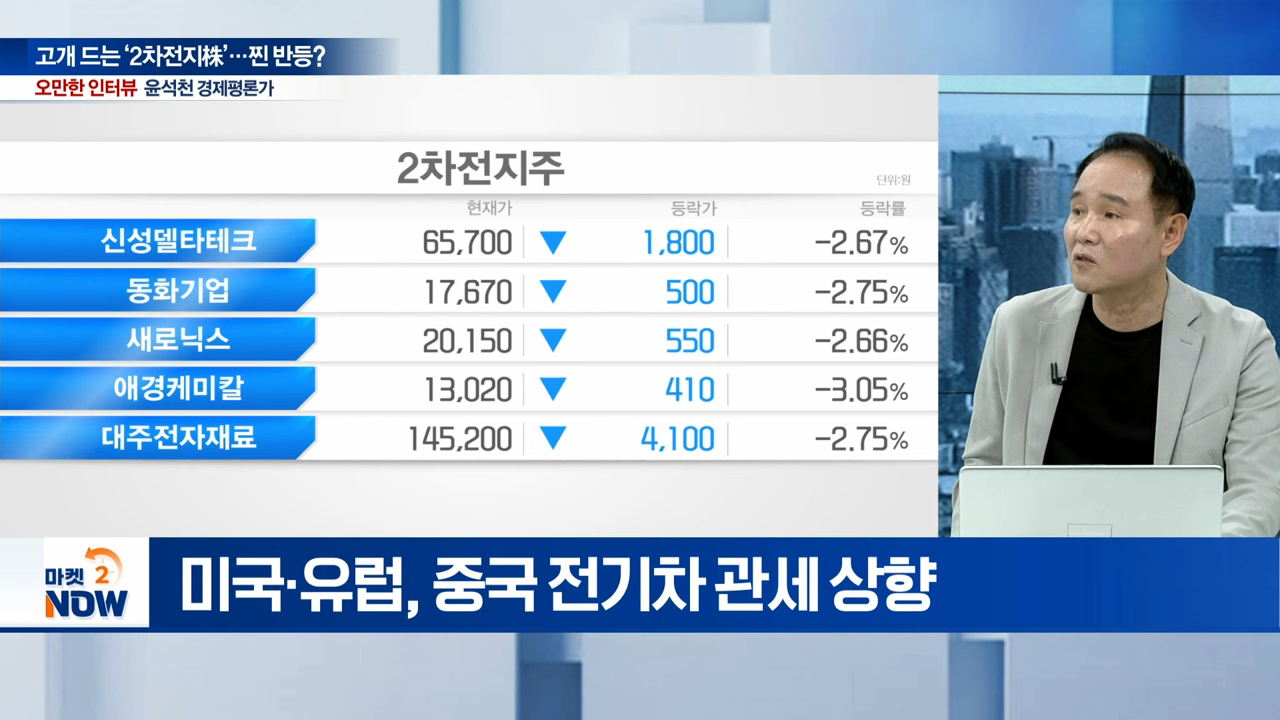 고개 드는 '2차전지株'…찐 반등?
오만한 인터뷰 윤석천 경제평론가
2차전지주
단위:원
현재가 등락가 등락률
신성델타테크 65,700 ▼ 1,800 -2.67%
동화기업 17,670 ▼ 500 -2.75%
새로닉스 20,150 ▼ 550 -2.66%
애경케미칼 13,020 ▼ 410 -3.05%
대주전자재료 145,200 ▼ 4,100 -2.75%
마켓 2
NOW
미국·유럽, 중국 전기차 관세 상향